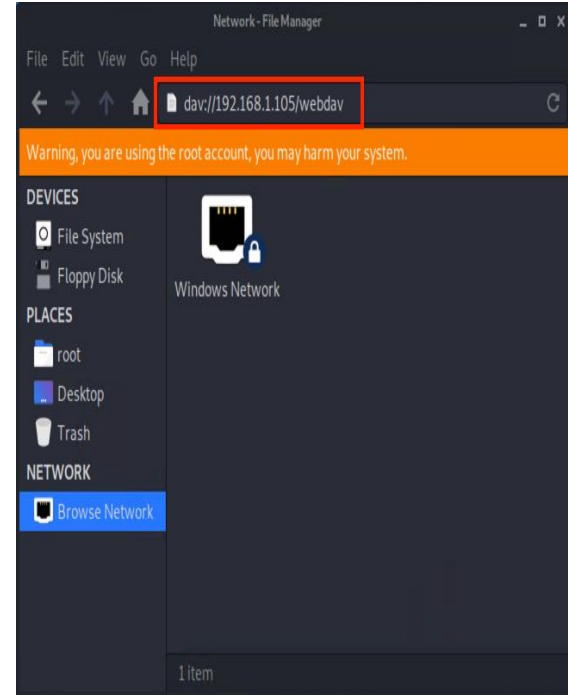 Network - File Manager
File Edit View Go Help
dav://192.168.1.105/webdav
Warning, you are using the root account, you may harm your system.
DEVICES
File System
Floppy Disk
Windows Network
PLACES
root
Desktop
Trash
NETWORK
Browse Network
1 item